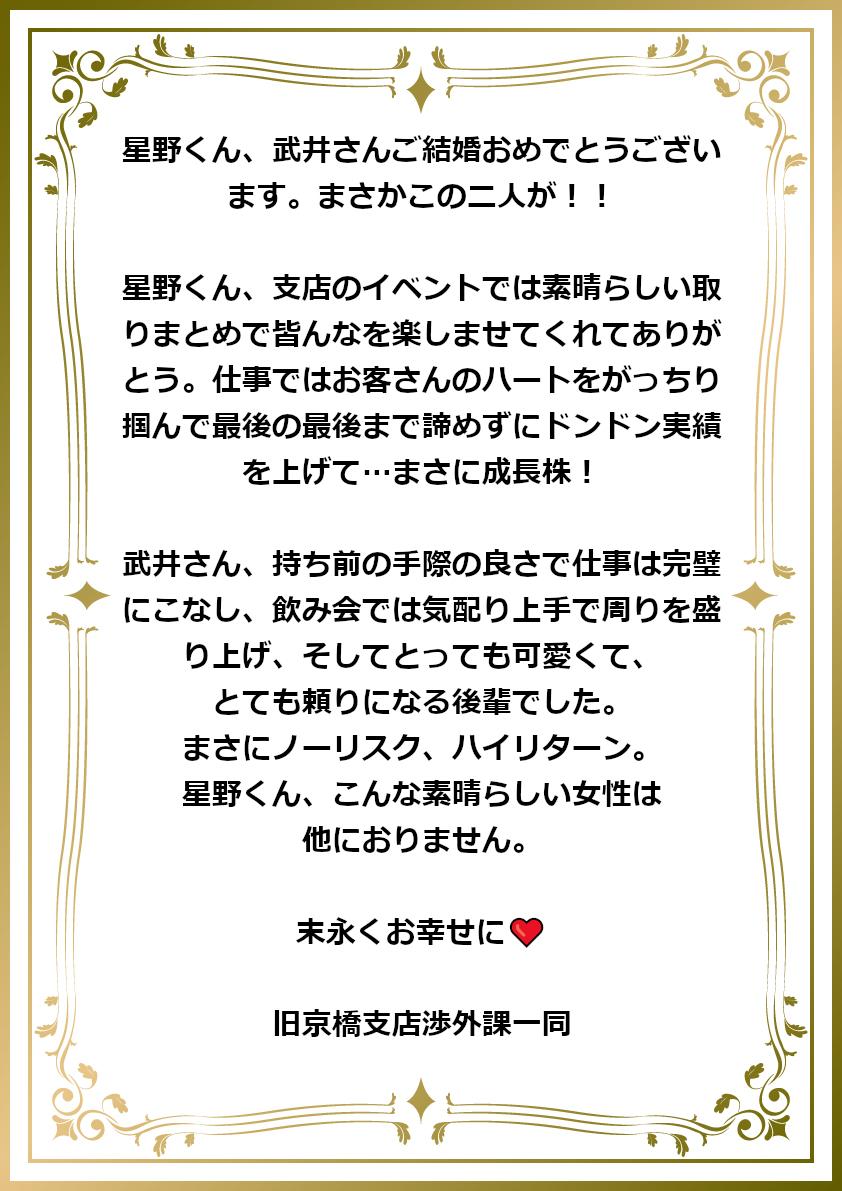 星野くん、武井さんご結婚おめでとうござい
ます。まさかこの二人が！！
星野くん、支店のイベントでは素晴らしい取
りまとめで皆んなを楽しませてくれてありが
とう。仕事ではお客さんのハートをがっちり
掴んで最後の最後まで諦めずにドンドン実績
を上げて…まさに成長株！
武井さん、持ち前の手際の良さで仕事は完璧
にこなし、飲み会では気配り上手で周りを盛
り上げ、そしてとっても可愛くて、
とても頼りになる後輩でした。
まさにノーリスク、ハイリターン。
星野くん、こんな素晴らしい女性は
他におりません。
末永くお幸せに❤
旧京橋支店渉外課一同